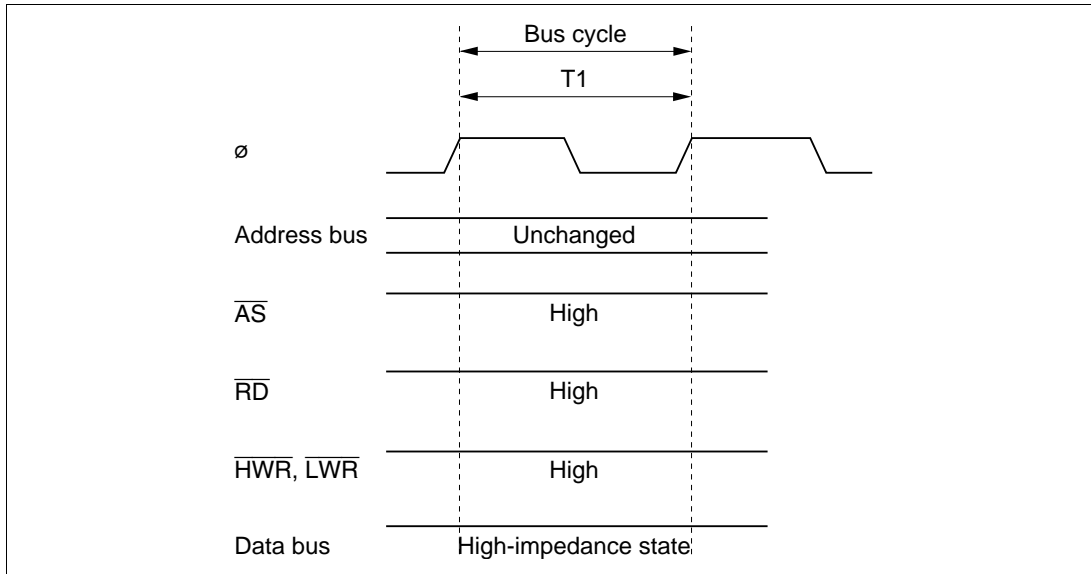 Bus cycle
T1
ø
Address bus Unchanged
AS High
RD High
HWR, LWR High
Data bus High-impedance state